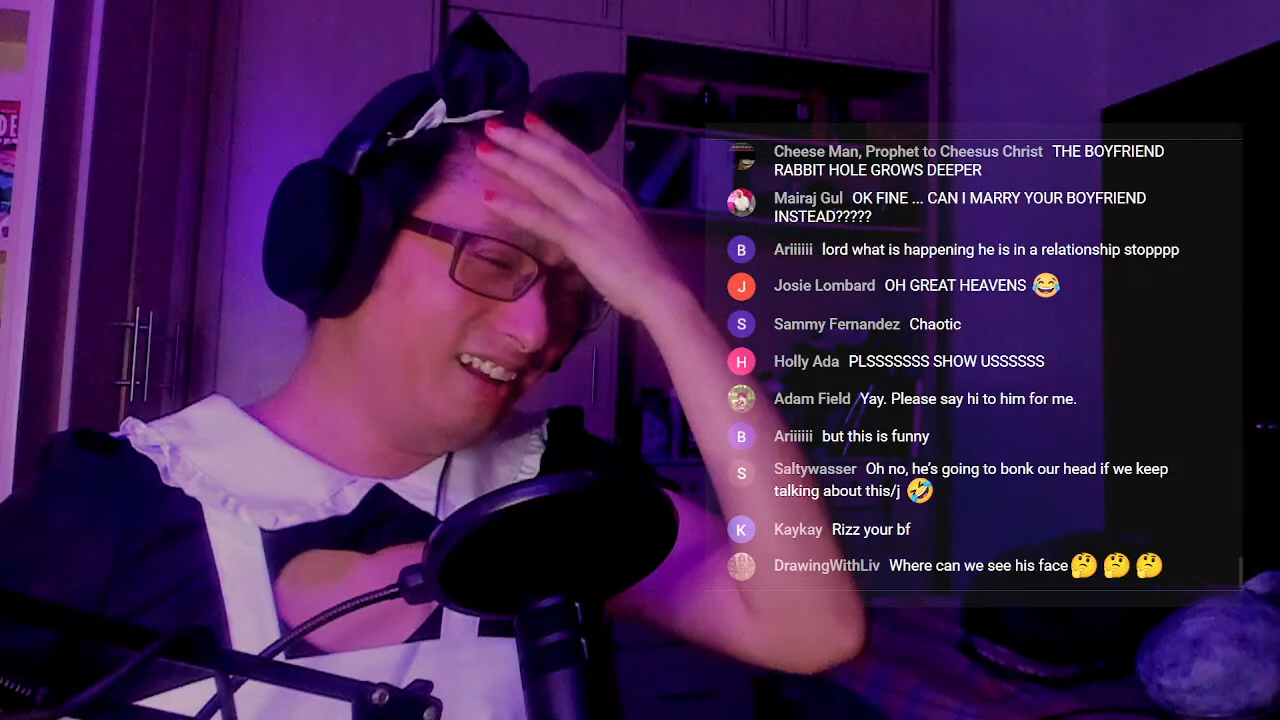 Cheese Man, Prophet to Cheesus Christ THE BOYFRIEND
RABBIT HOLE GROWS DEEPER
Mairaj Gul OK FINE ... CAN I MARRY YOUR BOYFRIEND
INSTEAD?????
B Ariiiiii lord what is happening he is in a relationship stopppp
J Josie Lombard OH GREAT HEAVENS 😂
S Sammy Fernandez Chaotic
H Holly Ada PLSSSSSSS SHOW USSSSSS
Adam Field Yay. Please say hi to him for me.
B Ariiiiii but this is funny
S Saltywasser Oh no, he's going to bonk our head if we keep
talking about this/j 🤣
K Kaykay Rizz your bf
DrawingWithLiv Where can we see his face🤔 🤔 🤔